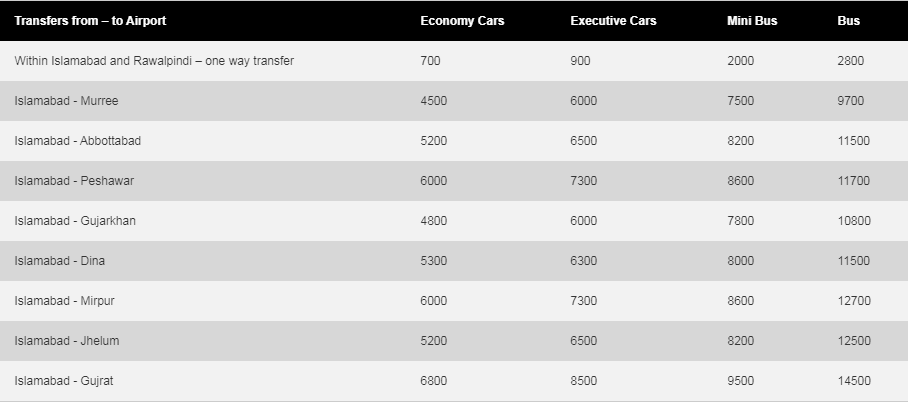 Transfers from – to Airport Economy Cars Executive Cars Mini Bus Bus
Within Islamabad and Rawalpindi – one way transfer 700 900 2000 2800
Islamabad - Murree 4500 6000 7500 9700
Islamabad - Abbottabad 5200 6500 8200 11500
Islamabad - Peshawar 6000 7300 8600 11700
Islamabad - Gujarkhan 4800 6000 7800 10800
Islamabad - Dina 5300 6300 8000 11500
Islamabad - Mirpur 6000 7300 8600 12700
Islamabad - Jhelum 5200 6500 8200 12500
Islamabad - Gujrat 6800 8500 9500 14500